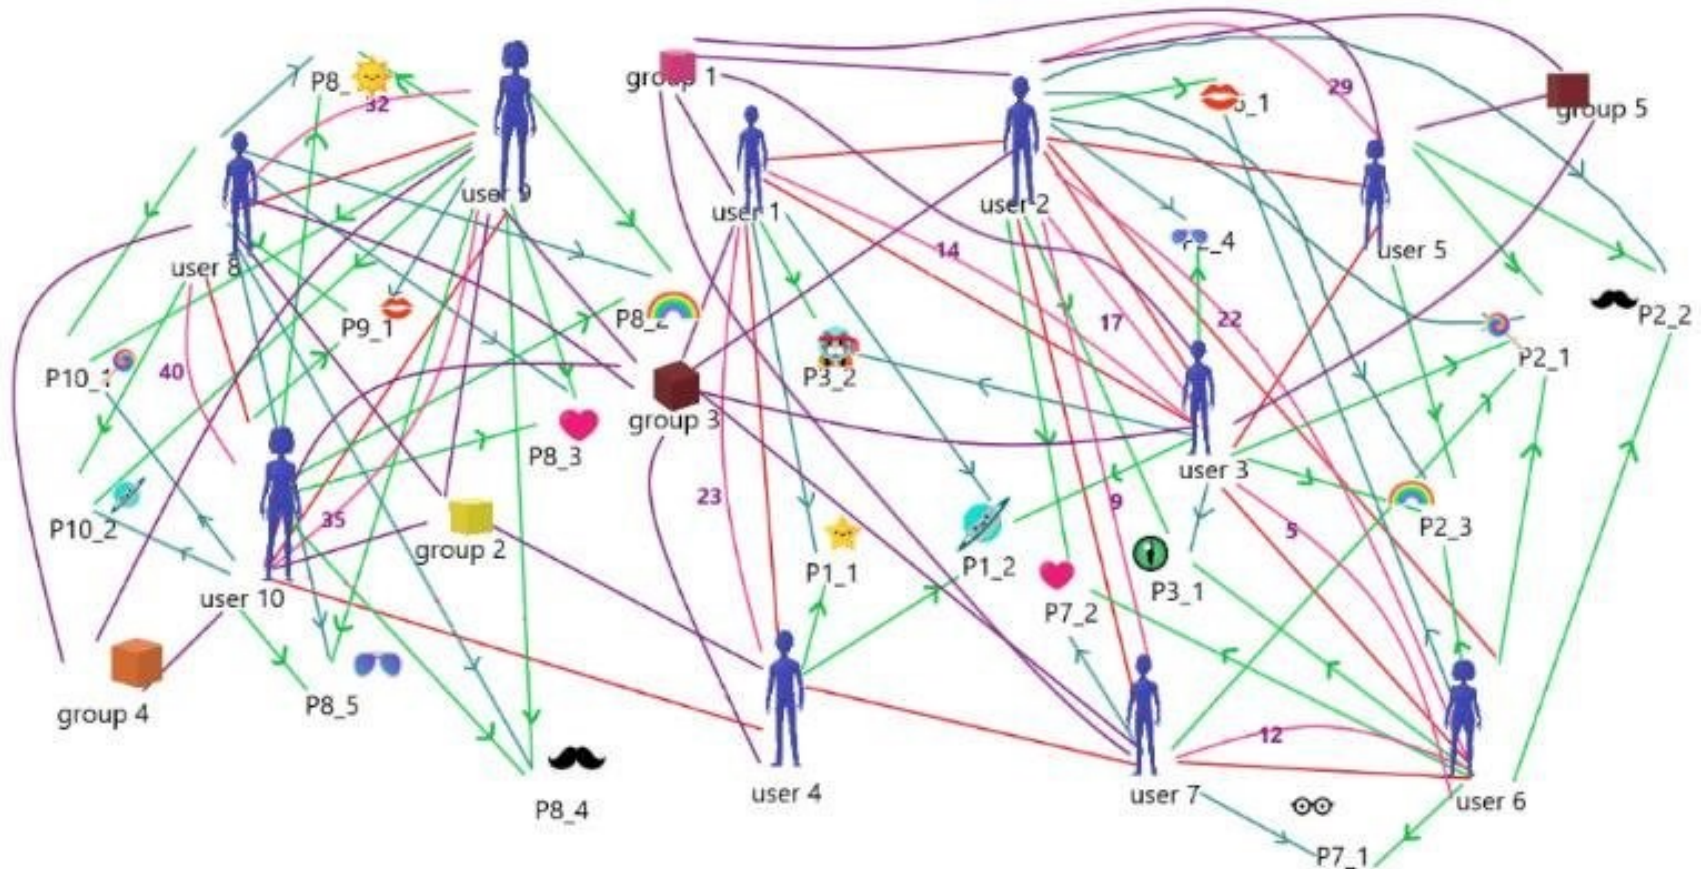 P8_
32
group 1
29
group 5
user 9
user 1
user 2
_4
user 5
user 8
14
P9_1
P8_2
17
22
P2_2
P10_1
40
P3_2
P2_1
group 3
P8_3
user 3
23
9
35
P10_2
group 2
P1_1
P1_2
5
P2_3
P3_1
P7_2
user 10
group 4
P8_5
12
user 4
user 7
user 6
P8_4
P7_1